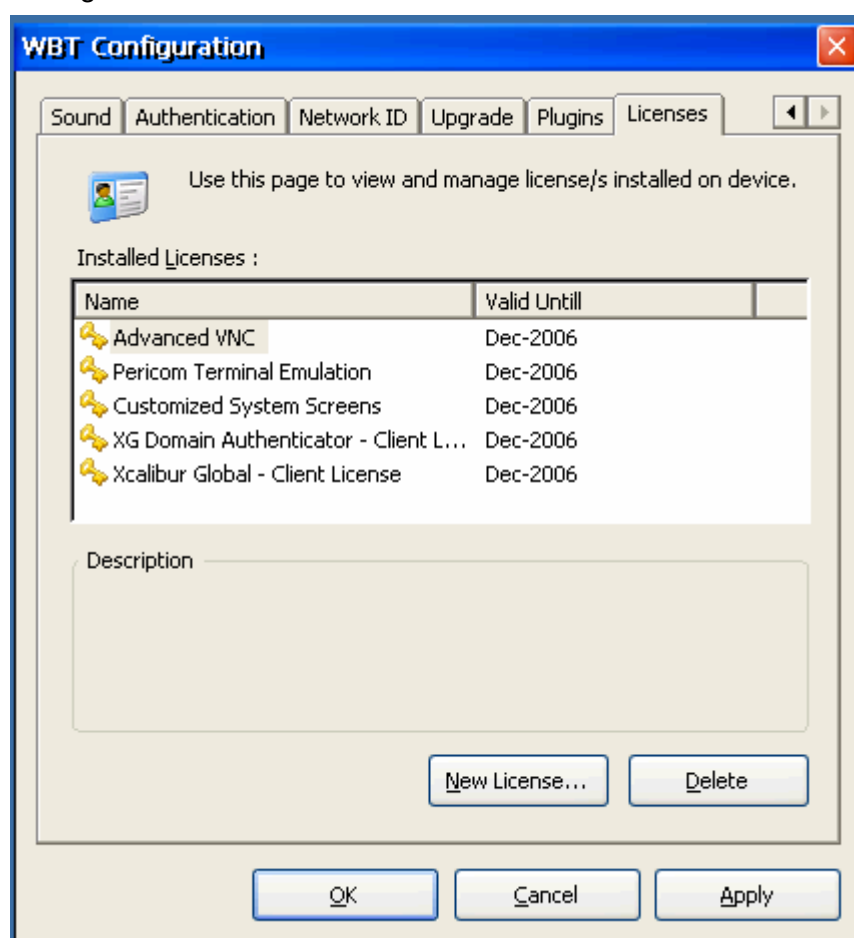 WBT Configuration
Sound Authentication Network ID Upgrade Plugins Licenses
Use this page to view and manage license/s installed on device.
Installed Licenses :
Name Valid Untill
Advanced VNC Dec-2006
Pericom Terminal Emulation Dec-2006
Customized System Screens Dec-2006
XG Domain Authenticator - Client L... Dec-2006
Xcalibur Global - Client License Dec-2006
Description
New License... Delete
OK Cancel Apply